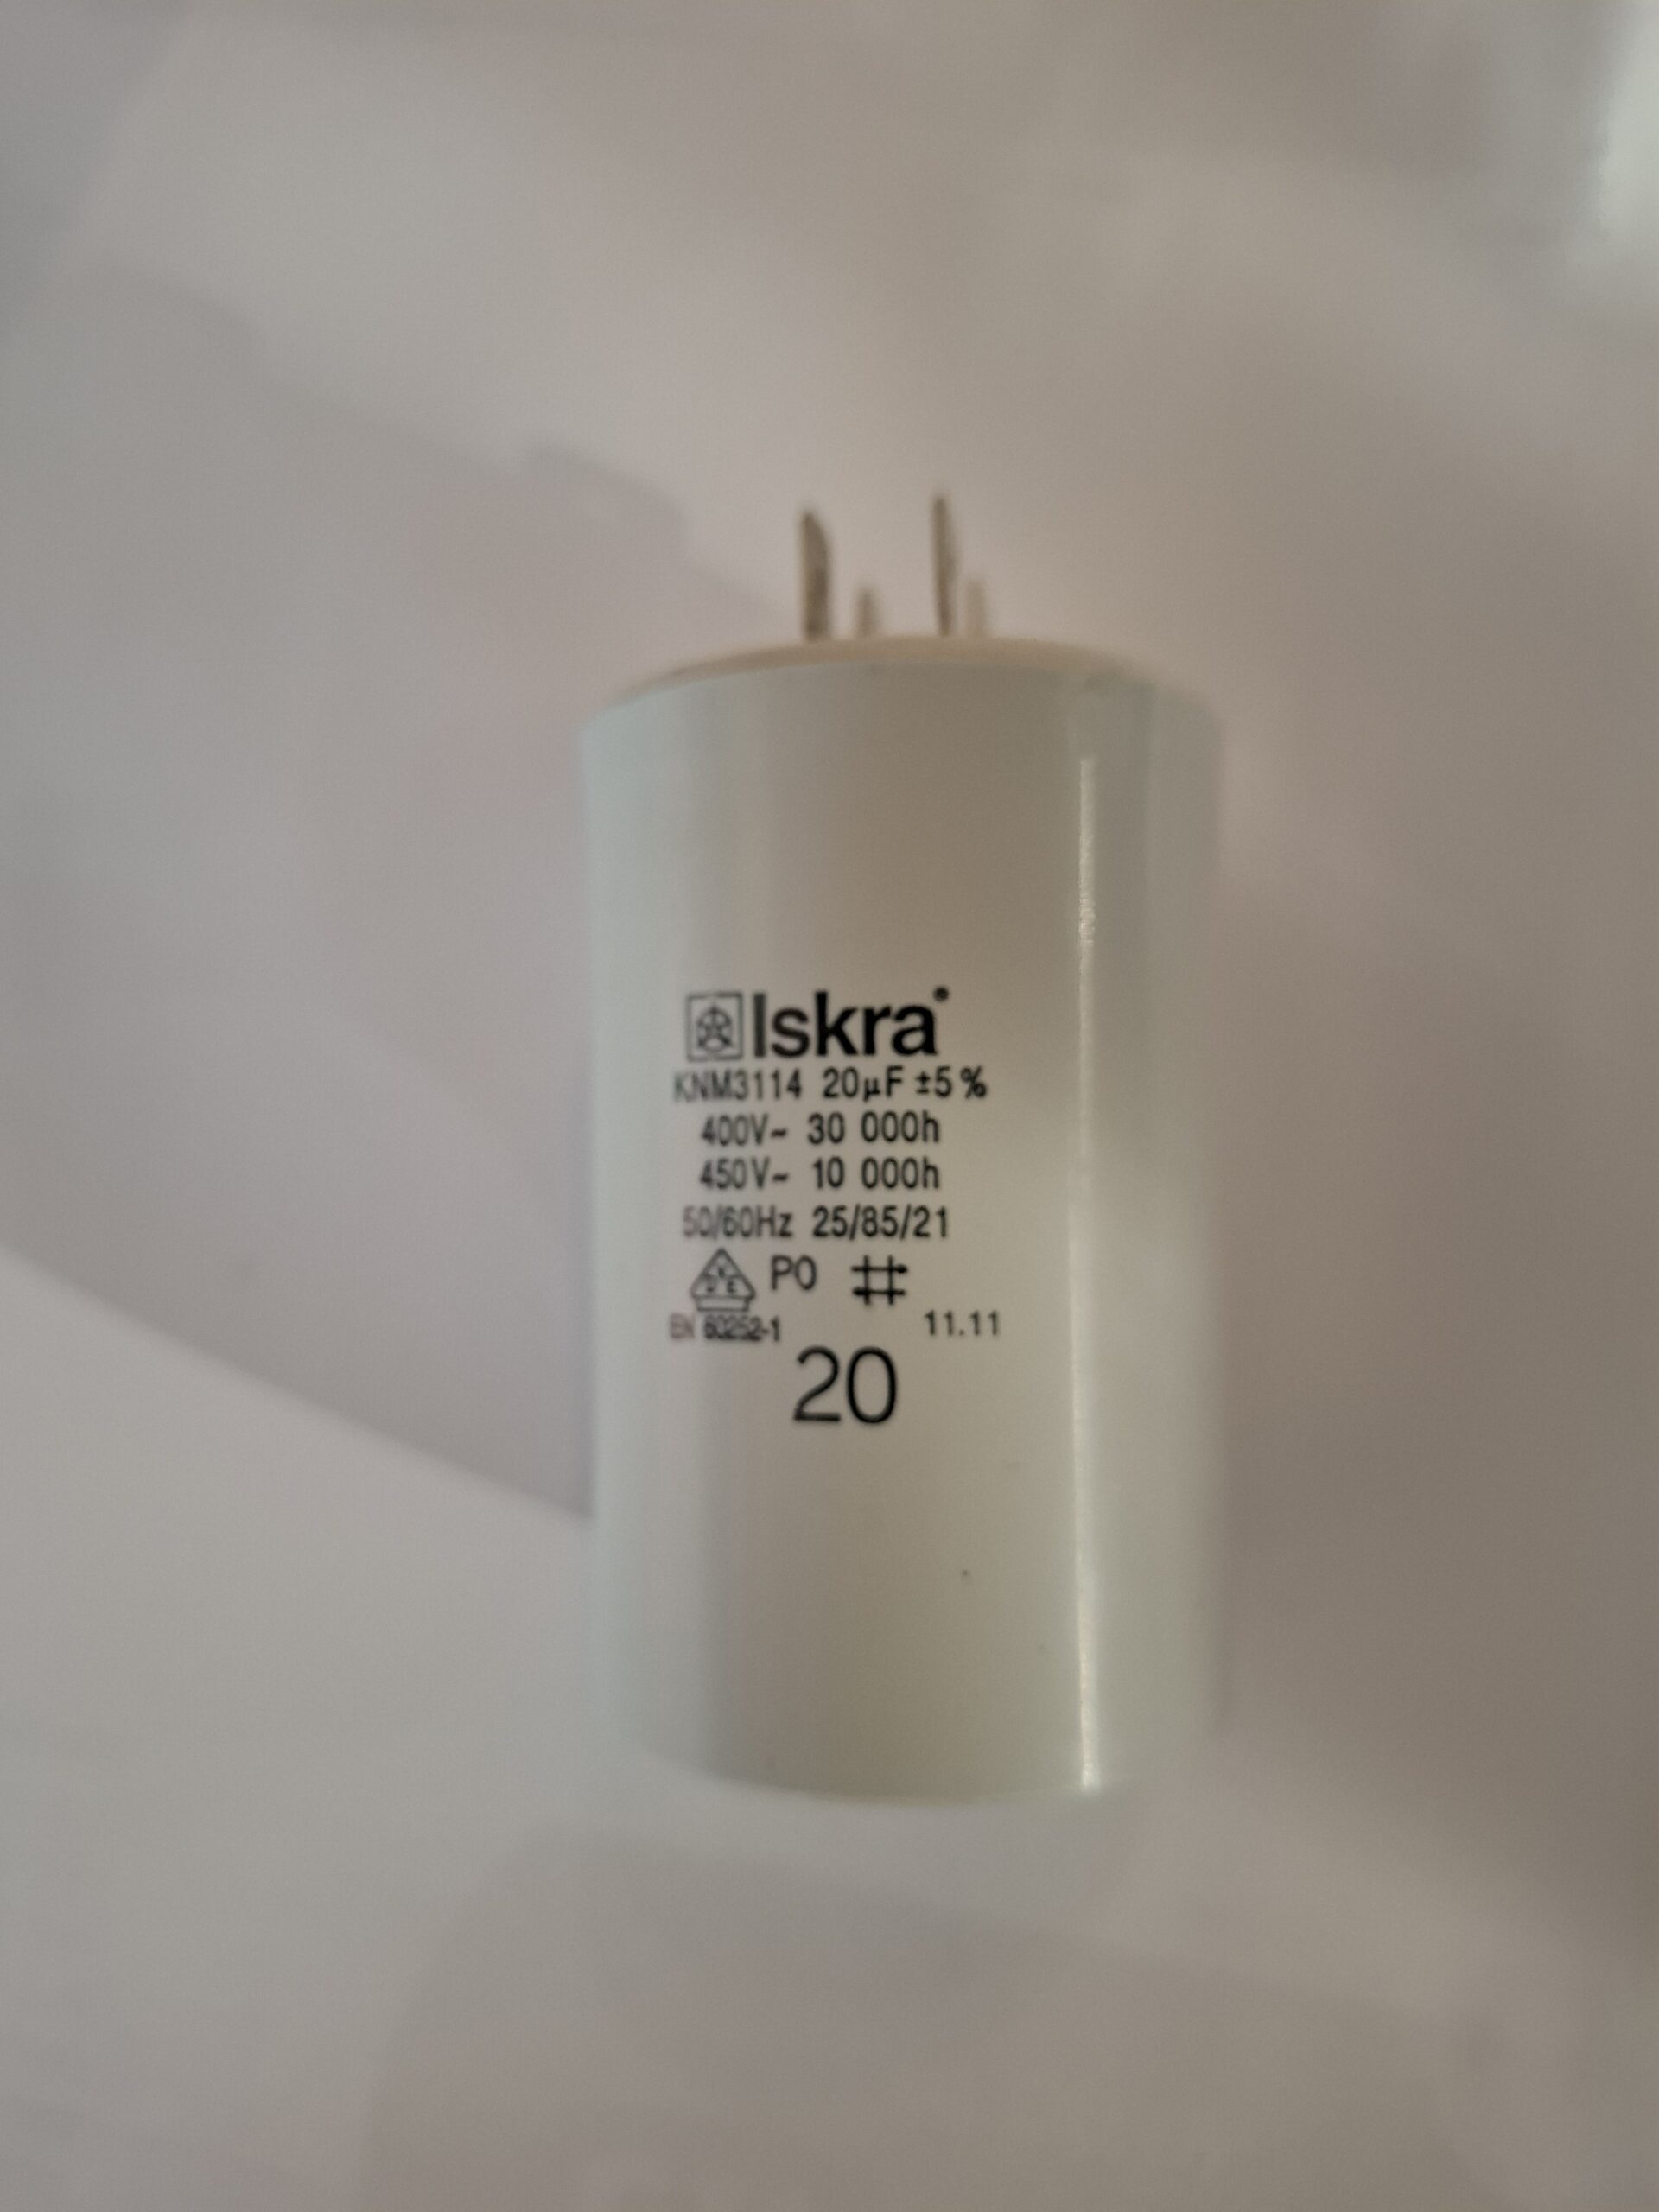 Iskra®
KNM3114 20µF ±5%
400V~ 30 000h
450V~ 10 000h
50/60Hz 25/85/21
VDE P0
EN 60252-1 11.11
20